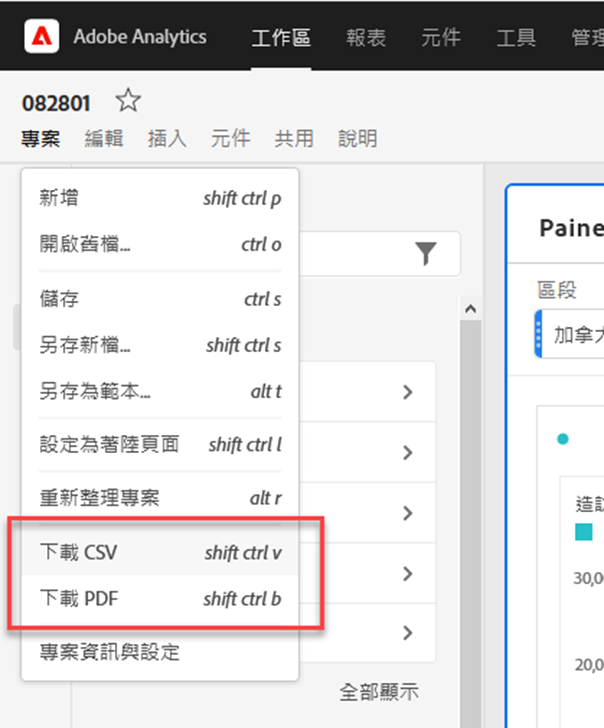 Adobe Analytics 工作區 報表 元件 工具 管理
082801
專案 編輯 插入 元件 共用 說明
新增 shift ctrl p
開啟舊檔... ctrl o
儲存 ctrl s
另存新檔... shift ctrl s
另存為範本... alt t
設定為著陸頁面 shift ctrl l
重新整理專案 alt r
下載 CSV shift ctrl v
下載 PDF shift ctrl b
專案資訊與設定
全部顯示
Paine
區段
加拿大
造訪
30,00
20,00